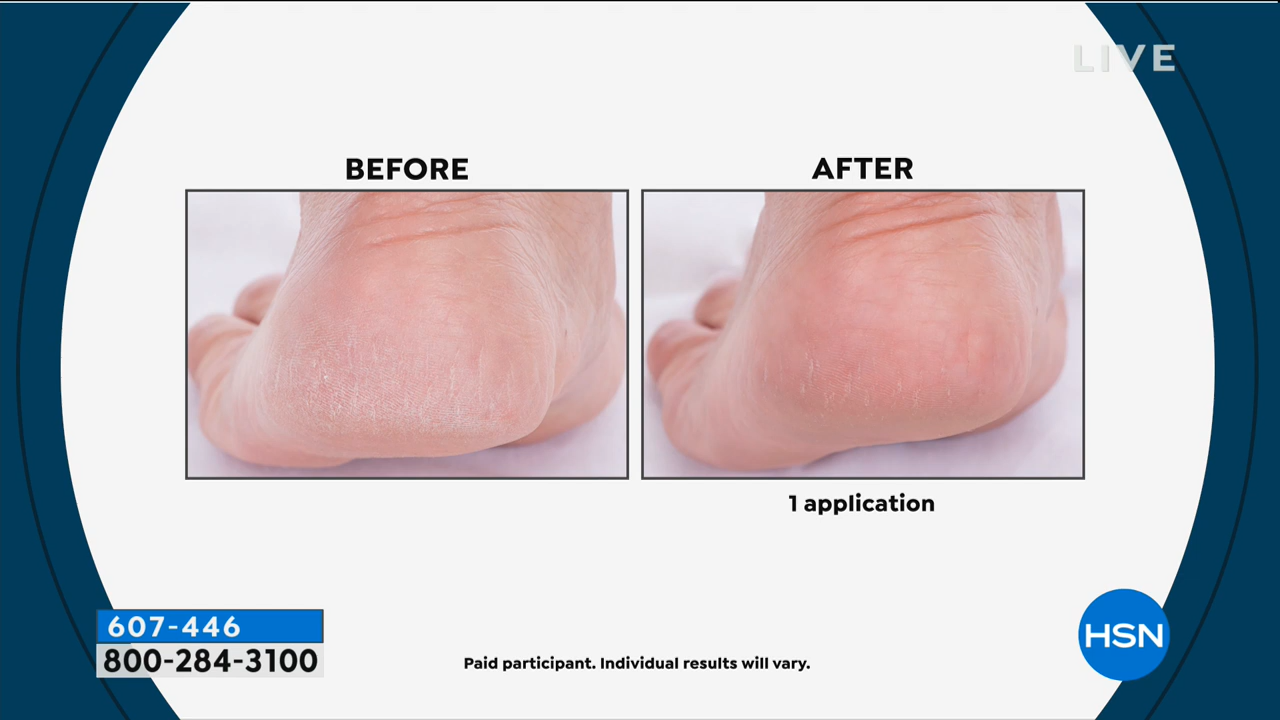 LIVE
BEFORE
AFTER
1 application
607-446
800-284-3100
Paid participant. Individual results will vary.
HSN